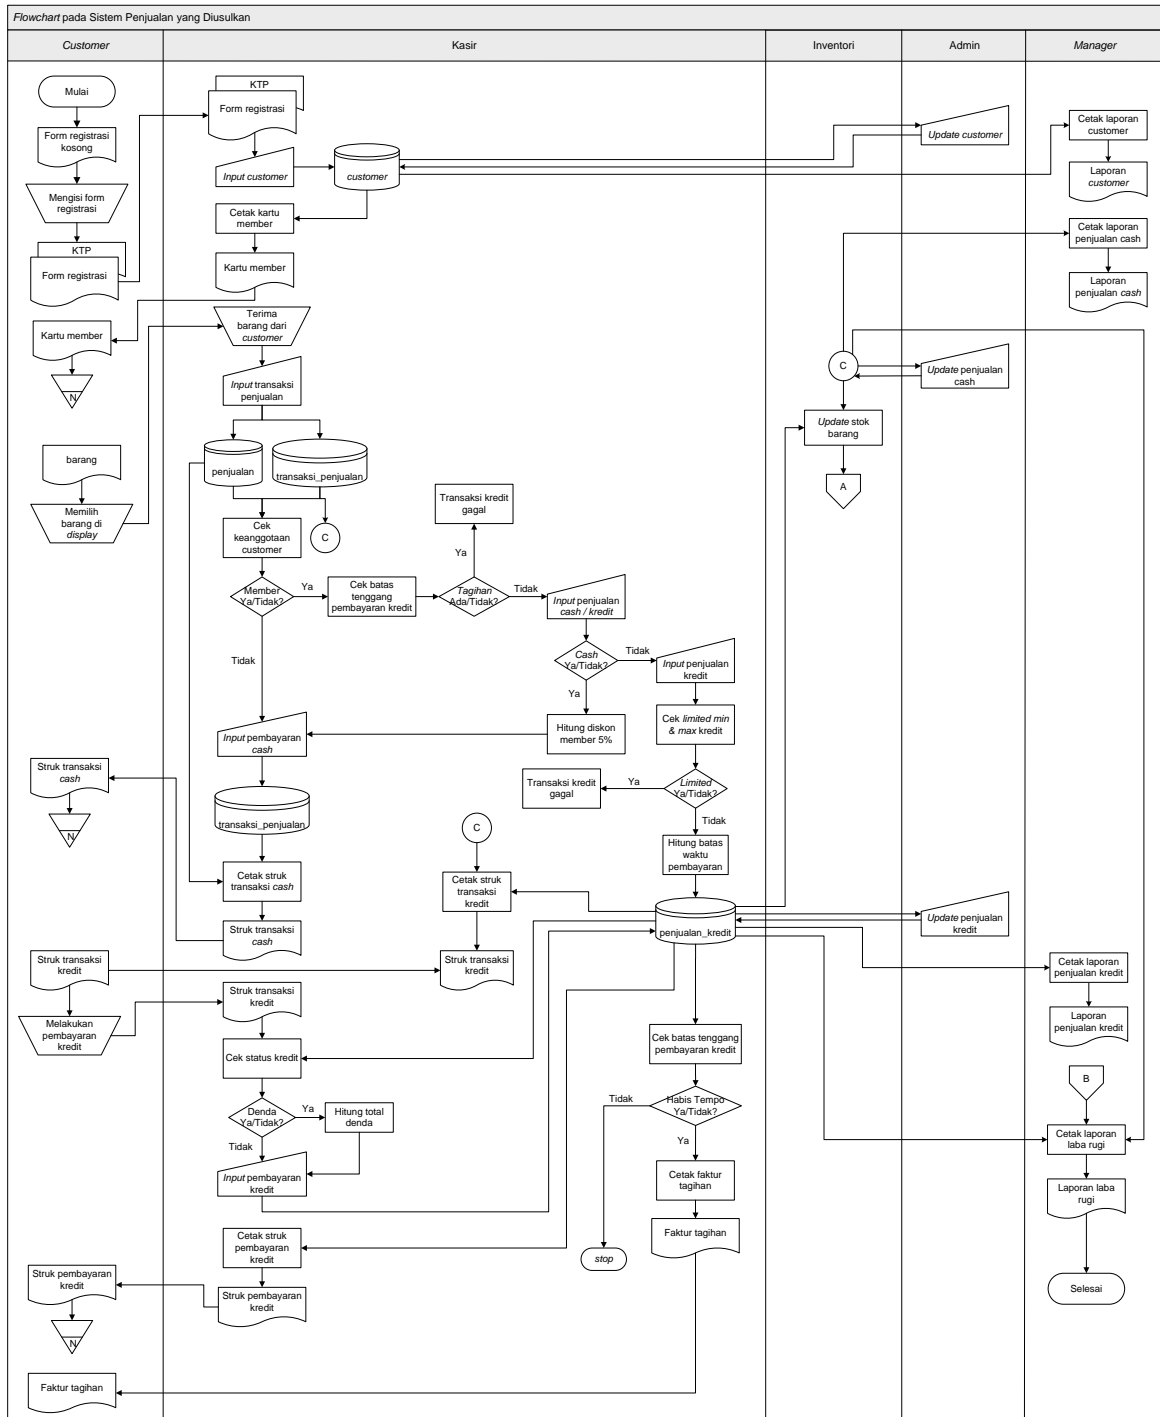 Flowchart pada Sistem Penjualan yang Diusulkan
Customer
Kasir
Inventori
Admin
Manager
Mulai
Form registrasi
kosong
Mengisi form
registrasi
KTP
Form registrasi
Kartu member
N
barang
Memilih
barang di
display
Struk transaksi
cash
N
Struk transaksi
kredit
Melakukan
pembayaran
kredit
Struk pembayaran
kredit
N
Faktur tagihan
KTP
Form registrasi
Input customer
customer
Cetak kartu
member
Kartu member
Terima
barang dari
customer
Input transaksi
penjualan
penjualan
transaksi_penjualan
Cek
keanggotaan
customer
C
Transaksi kredit
gagal
Ya
Member
Ya/Tidak?
Ya
Cek batas
tenggang
pembayaran kredit
Tagihan
Ada/Tidak?
Tidak
Input penjualan
cash / kredit
Tidak
Cash
Ya/Tidak?
Tidak
Input penjualan
kredit
Ya
Input pembayaran
cash
Hitung diskon
member 5%
Cek limited min
& max kredit
Transaksi kredit
gagal
Ya
Limited
Ya/Tidak?
Tidak
transaksi_penjualan
C
Hitung batas
waktu
pembayaran
Cetak struk
transaksi cash
Cetak struk
transaksi
kredit
penjualan_kredit
Struk transaksi
cash
Struk transaksi
kredit
Struk transaksi
kredit
Cek status kredit
Cek batas tenggang
pembayaran kredit
Denda
Ya/Tidak?
Ya
Hitung total
denda
Tidak
Tidak
Habis Tempo
Ya/Tidak?
Ya
Input pembayaran
kredit
Cetak faktur
tagihan
Cetak struk
pembayaran
kredit
stop
Faktur tagihan
Struk pembayaran
kredit
C
Update stok
barang
A
Update customer
Update penjualan
cash
Update penjualan
kredit
Cetak laporan
customer
Laporan
customer
Cetak laporan
penjualan cash
Laporan
penjualan cash
Cetak laporan
penjualan kredit
Laporan
penjualan kredit
B
Cetak laporan
laba rugi
Laporan laba
rugi
Selesai